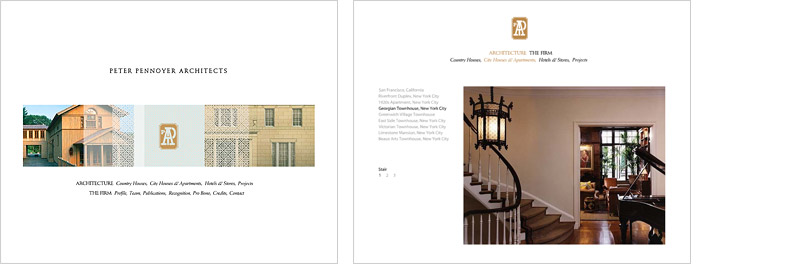 PETER PENNOYER ARCHITECTS
ARCHITECTURE Country Houses, City Houses & Apartments, Hotels & Stores, Projects
THE FIRM Profile, Team, Publications, Recognition, Pro Bono, Credits, Contact
ARCHITECTURE THE FIRM
Country Houses, City Houses & Apartments, Hotels & Stores, Projects
San Francisco, California
Riverfront Duplex, New York City
1920s Apartment, New York City
Georgian Townhouse, New York City
Greenwich Village Townhouse
East Side Townhouse, New York City
Victorian Townhouse, New York City
Limestone Mansion, New York City
Beaux Arts Townhouse, New York City
Stair
1 2 3